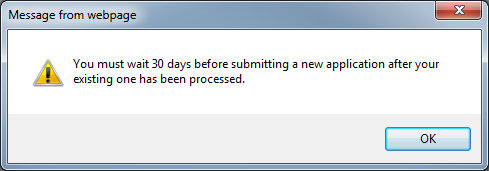 Message from webpage
You must wait 30 days before submitting a new application after your
existing one has been processed.
OK